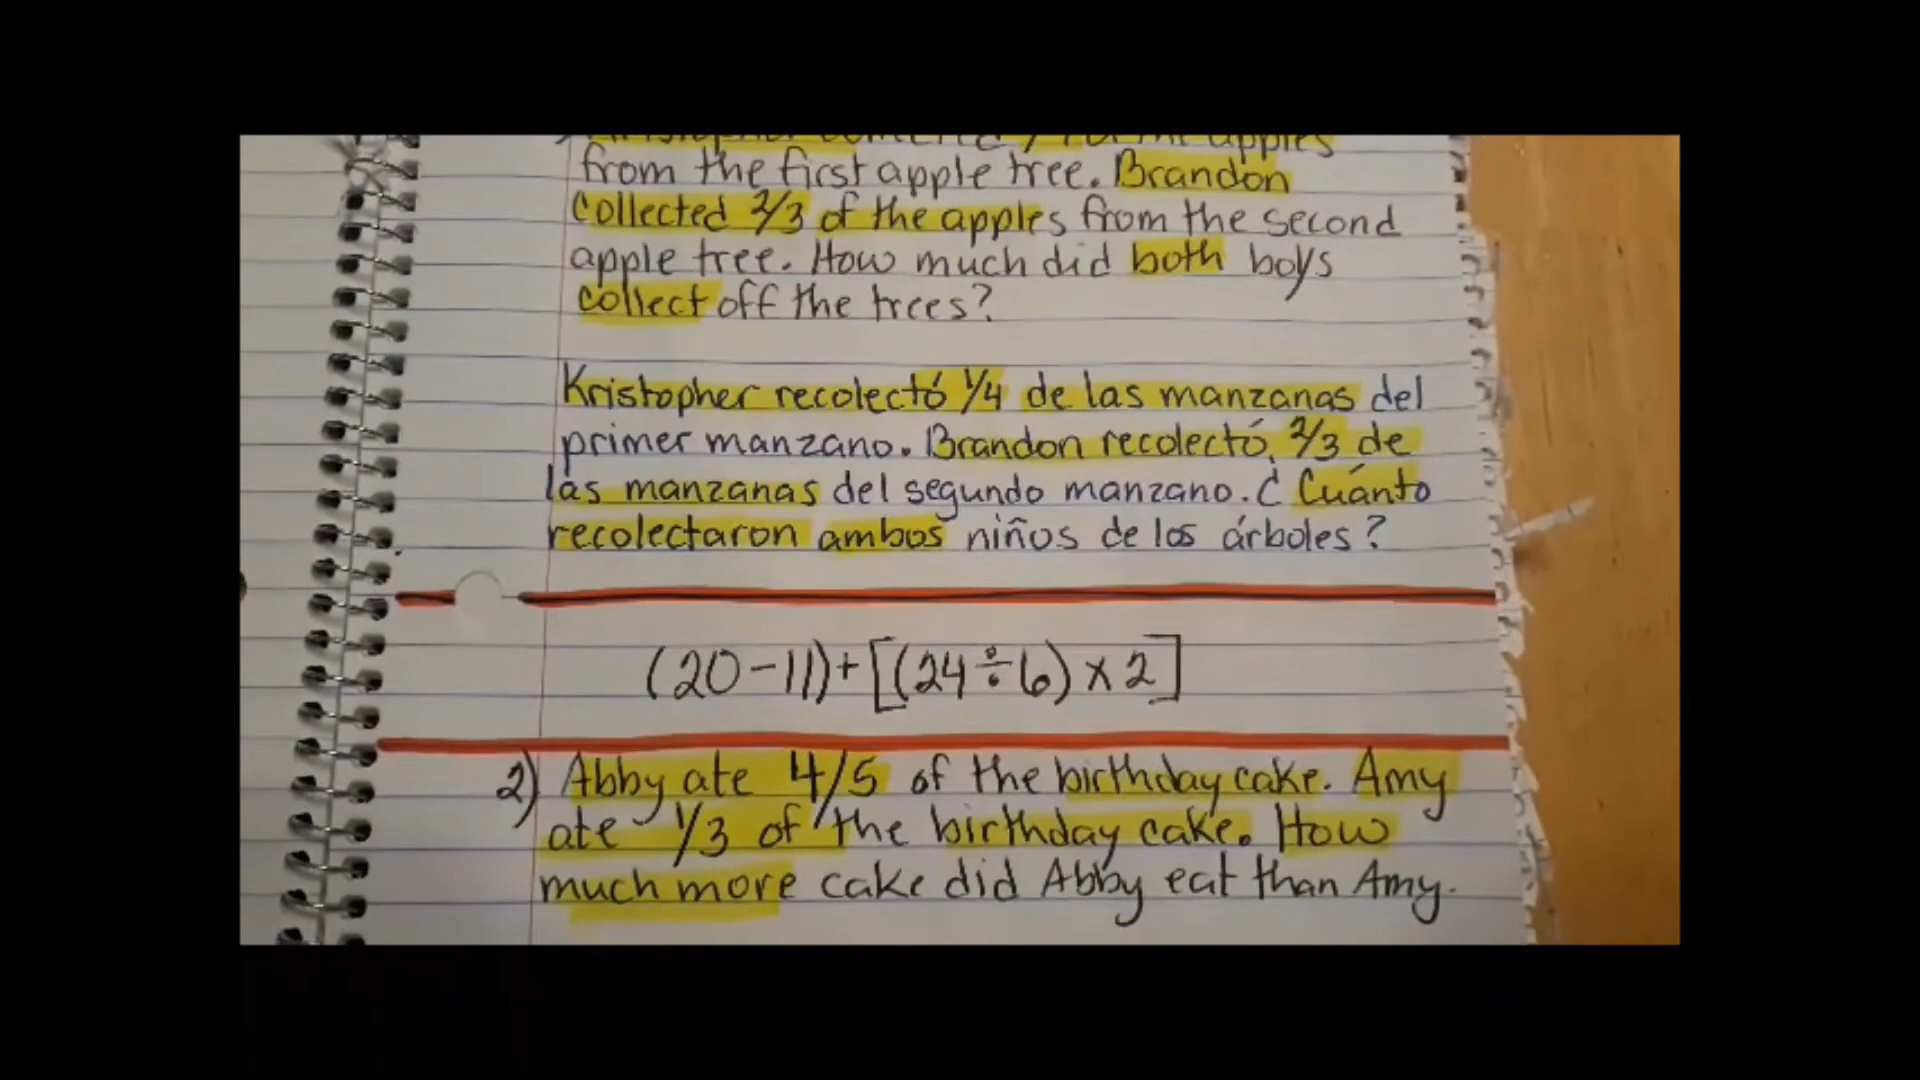 apples
from the first apple tree. Brandon
collected 2/3 of the apples from the second
apple tree. How much did both boys
collect off the trees?
Kristopher recolectó 1/4 de las manzanas del
primer manzano. Brandon recolectó 2/3 de
las manzanas del segundo manzano. ¿Cuánto
recolectaron ambos niños de los árboles?
(20-11)+[(24÷6)×2]
2) Abby ate 4/5 of the birthday cake. Amy
ate 1/3 of the birthday cake. How
much more cake did Abby eat than Amy.